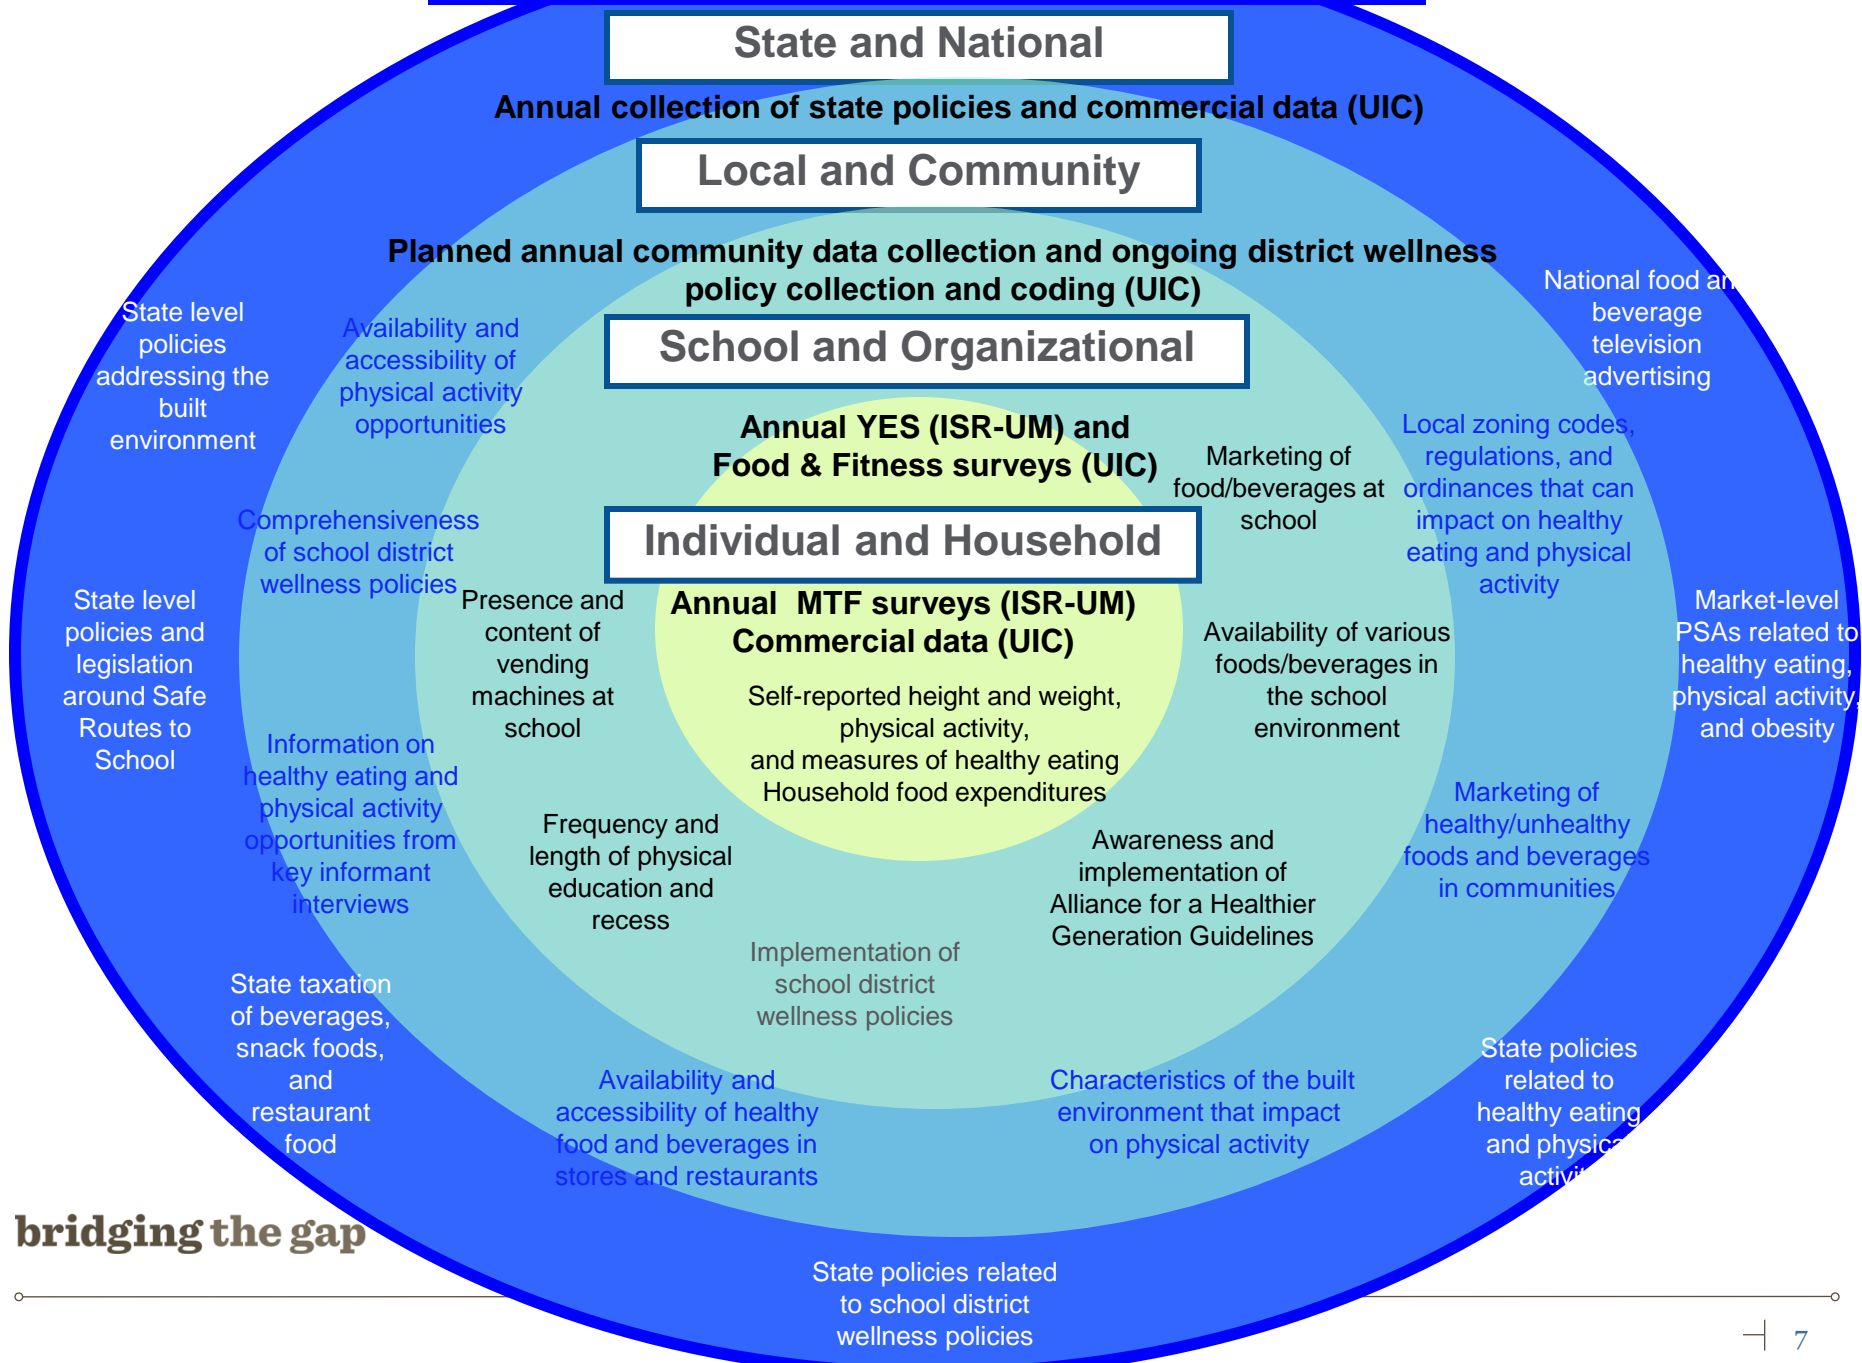 State and National
Annual collection of state policies and commercial data (UIC)
Local and Community
Planned annual community data collection and ongoing district wellness
policy collection and coding (UIC)
School and Organizational
Annual YES (ISR-UM) and
Food & Fitness surveys (UIC)
Individual and Household
Annual MTF surveys (ISR-UM)
Commercial data (UIC)
Self-reported height and weight,
physical activity,
and measures of healthy eating
Household food expenditures
State level
policies
addressing the
built
environment
Availability and
accessibility of
physical activity
opportunities
National food an
beverage
television
advertising
Local zoning codes,
regulations, and
ordinances that can
impact on healthy
eating and physical
activity
Marketing of
food/beverages at
school
Comprehensiveness
of school district
wellness policies
State level
policies and
legislation
around Safe
Routes to
School
Presence and
content of
vending
machines at
school
Availability of various
foods/beverages in
the school
environment
Market-level
PSAs related to
healthy eating,
physical activity,
and obesity
Information on
healthy eating and
physical activity
opportunities from
key informant
interviews
Frequency and
length of physical
education and
recess
Awareness and
implementation of
Alliance for a Healthier
Generation Guidelines
Marketing of
healthy/unhealthy
foods and beverages
in communities
Implementation of
school district
wellness policies
State taxation
of beverages,
snack foods,
and
restaurant
food
Availability and
accessibility of healthy
food and beverages in
stores and restaurants
Characteristics of the built
environment that impact
on physical activity
State policies
related to
healthy eating
and physica
activit
State policies related
to school district
wellness policies
bridging the gap
7